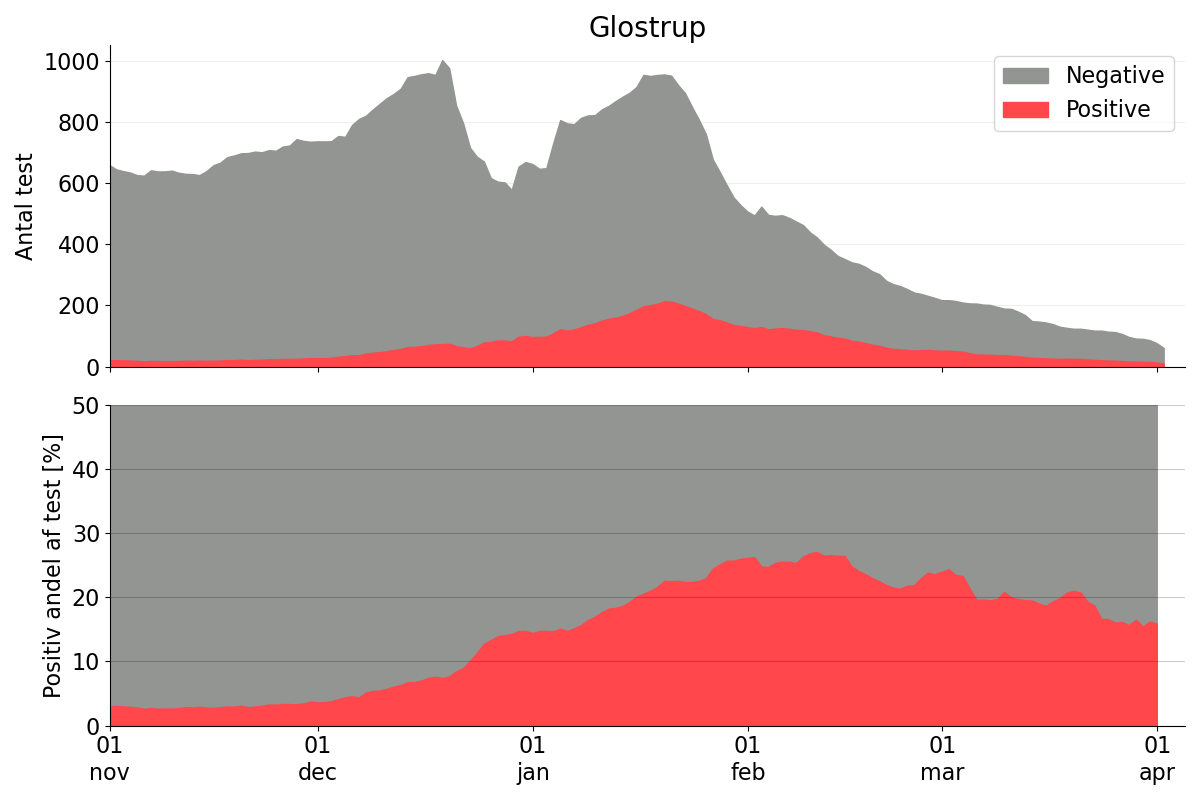 Glostrup
Antal test
1000
800
600
400
200
0
Negative
Positive
Positiv andel af test [%]
50
40
30
20
10
0
01 01 01 01 01 01
nov dec jan feb mar apr